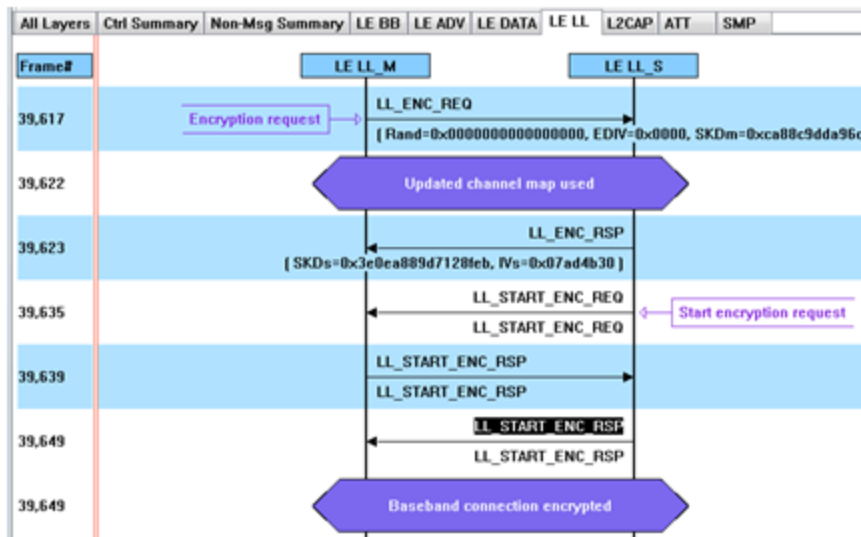 All Layers Ctrl Summary Non-Msg Summary LE BB LE ADV LE DATA LE LL L2CAP ATT SMP
Frame# LE LL_M LE LL_S
LL_ENC_REQ
39,617 Encryption request
( Rand=0x0000000000000000, EDIV=0x0000, SKDm=0xca88c9dda96
39,622 Updated channel map used
LL_ENC_RSP
39,623
( SKDs=0x3e0ea889d7128feb, IVs=0x07ad4b30 )
LL_START_ENC_REQ
39,635 Start encryption request
LL_START_ENC_REQ
LL_START_ENC_RSP
39,639
LL_START_ENC_RSP
LL_START_ENC_RSP
39,649
LL_START_ENC_RSP
39,649 Baseband connection encrypted